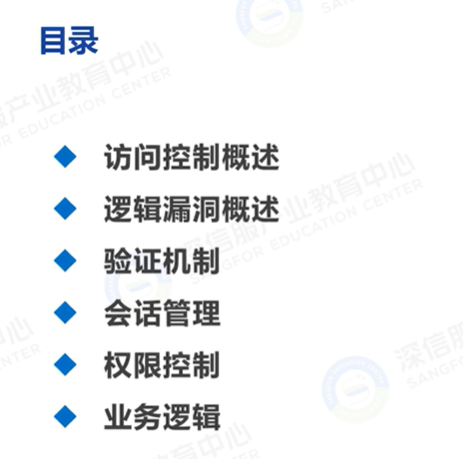 目录
访问控制概述
逻辑漏洞概述
验证机制
会话管理
权限控制
业务逻辑
深信服产业教育中心
SANGFOR EDUCATION CENTER